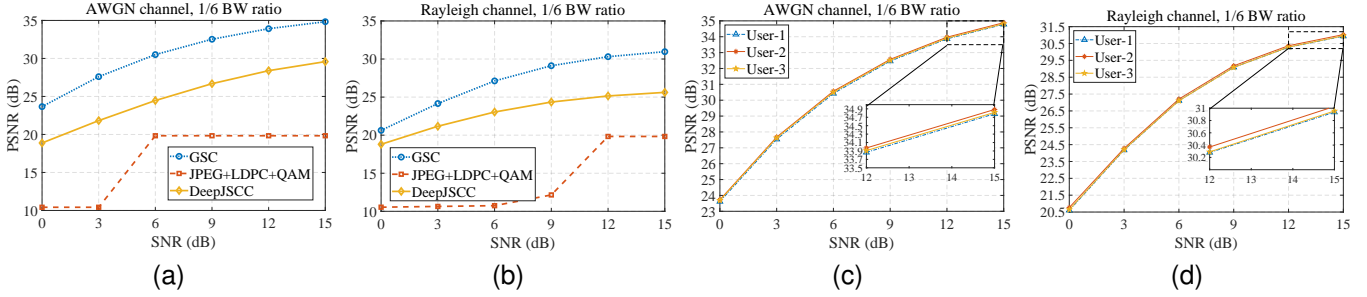 AWGN channel, 1/6 BW ratio
35
30
25
20
15
10
PSNR (dB)
0 3 6 9 12 15
SNR (dB)
GSC
JPEG+LDPC+QAM
DeepJSCC
(a)
Rayleigh channel, 1/6 BW ratio
35
30
25
20
15
10
PSNR (dB)
0 3 6 9 12 15
SNR (dB)
GSC
JPEG+LDPC+QAM
DeepJSCC
(b)
AWGN channel, 1/6 BW ratio
35
34
33
32
31
30
29
28
27
26
25
24
23
PSNR (dB)
0 3 6 9 12 15
SNR (dB)
User-1
User-2
User-3
34.9
34.7
34.5
34.3
34.1
33.9
33.7
33.5
12 13 14 15
(c)
Rayleigh channel, 1/6 BW ratio
31.5
30.5
29.5
28.5
27.5
26.5
25.5
24.5
23.5
22.5
21.5
20.5
PSNR (dB)
0 3 6 9 12 15
SNR (dB)
User-1
User-2
User-3
31
30.8
30.6
30.4
30.2
12 13 14 15
(d)